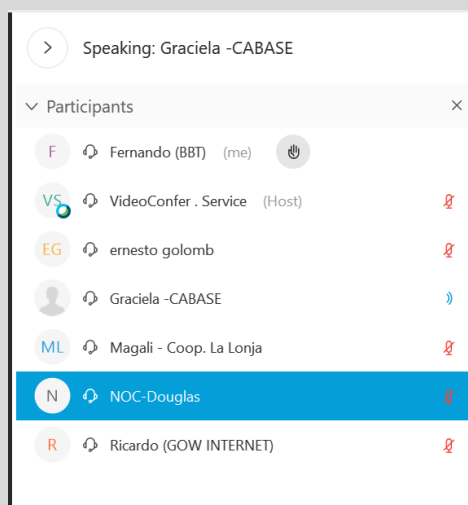 Speaking: Graciela -CABASE
Participants
F Fernando (BBT) (me)
VS VideoConfer . Service (Host)
EG ernesto golomb
Graciela -CABASE
ML Magali - Coop. La Lonja
N NOC-Douglas
R Ricardo (GOW INTERNET)